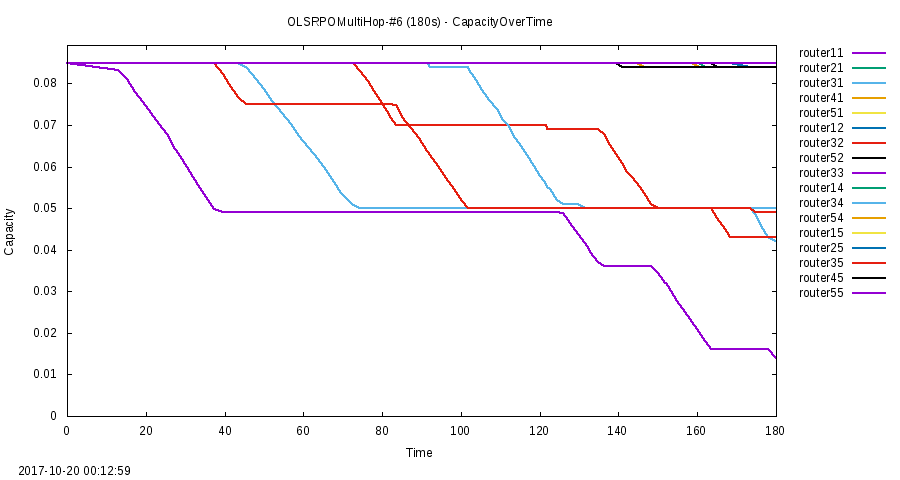 OLSRPOMultiHop-#6 (180s) - CapacityOverTime
router11
router21
router31
router41
router51
router12
router32
router52
router33
router14
router34
router54
router15
router25
router35
router45
router55
0.08
0.07
0.06
0.05
0.04
0.03
0.02
0.01
0
Capacity
0 20 40 60 80 100 120 140 160 180
Time
2017-10-20 00:12:59